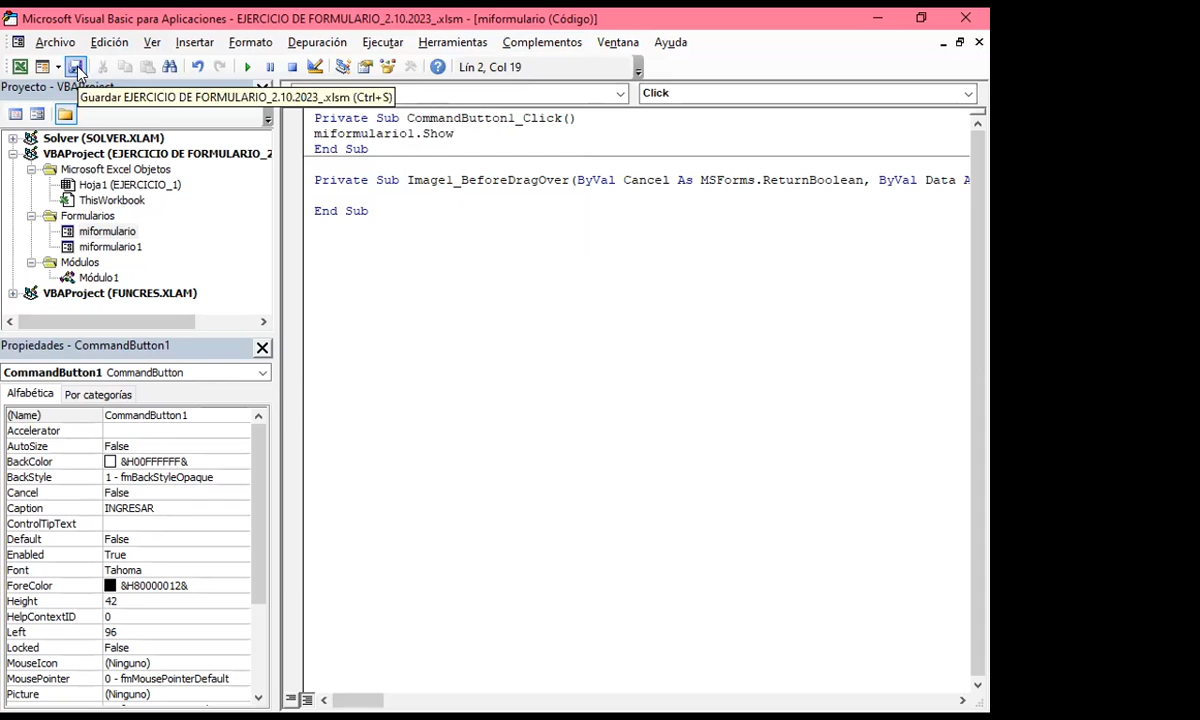 Microsoft Visual Basic para Aplicaciones - EJERCICIO DE FORMULARIO_2.10.2023_.xlsm - [miformulario (Código)]
Archivo Edición Ver Insertar Formato Depuración Ejecutar Herramientas Complementos Ventana Ayuda
Lín 2, Col 19
Proyecto - VBAProject
Guardar EJERCICIO DE FORMULARIO_2.10.2023_.xlsm (Ctrl+S)
Click
Solver (SOLVER.XLAM)
VBAProject (EJERCICIO DE FORMULARIO_2
Microsoft Excel Objetos
Hoja1 (EJERCICIO_1)
ThisWorkbook
Formularios
miformulario
miformulario1
Módulos
Módulo1
VBAProject (FUNCRES.XLAM)
Private Sub CommandButton1_Click()
miformulario1.Show
End Sub
Private Sub Image1_BeforeDragOver(ByVal Cancel As MSForms.ReturnBoolean, ByVal Data A
End Sub
Propiedades - CommandButton1
CommandButton1 CommandButton
Alfabética Por categorías
(Name) CommandButton1
Accelerator
AutoSize False
BackColor &H00FFFFFF&
BackStyle 1 - fmBackStyleOpaque
Cancel False
Caption INGRESAR
ControlTipText
Default False
Enabled True
Font Tahoma
ForeColor &H80000012&
Height 42
HelpContextID 0
Left 96
Locked False
MouseIcon (Ninguno)
MousePointer 0 - fmMousePointerDefault
Picture (Ninguno)